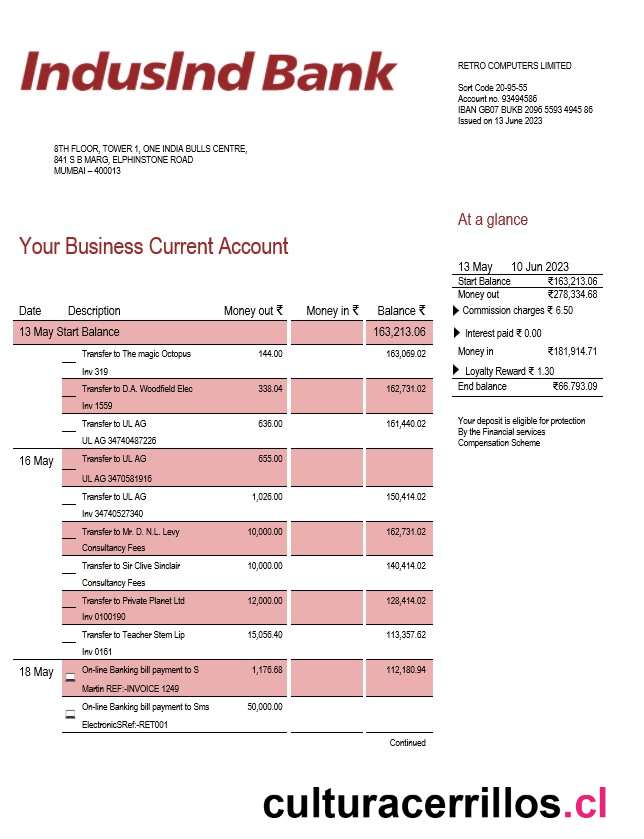 IndusInd Bank
RETRO COMPUTERS LIMITED
Sort Code 20-95-55
Account no. 93494586
IBAN GB07 BUKB 2096 5593 4945 86
Issued on 13 June 2023
8TH FLOOR, TOWER 1, ONE INDIA BULLS CENTRE,
841 S B MARG, ELPHINSTONE ROAD
MUMBAI – 400013
At a glance
13 May 10 Jun 2023
Start Balance ₹163,213.06
Money out ₹278,334.68
Commission charges ₹ 6.50
Interest paid ₹ 0.00
Money in ₹181,914.71
Loyalty Reward ₹ 1.30
End balance ₹66.793.09
Your deposit is eligible for protection
By the Financial services
Compensation Scheme
Your Business Current Account
Date Description Money out ₹ Money in ₹ Balance ₹
13 May Start Balance 163,213.06
Transfer to The magic Octopus 144.00 163,069.02
Inv 319
Transfer to D.A. Woodfield Elec 338.04 162,731.02
Inv 1559
Transfer to UL AG 636.00 161,440.02
UL AG 34740487226
16 May Transfer to UL AG 655.00
UL AG 3470581916
Transfer to UL AG 1,026.00 150,414.02
Inv 34740527340
Transfer to Mr. D. N.L. Levy 10,000.00 162,731.02
Consultancy Fees
Transfer to Sir Clive Sinclair 10,000.00 140,414.02
Consultancy Fees
Transfer to Private Planet Ltd 12,000.00 128,414.02
Inv 0100190
Transfer to Teacher Stem Lip 15,056.40 113,357.62
Inv 0161
18 May On-line Banking bill payment to S 1,176.68 112,180.94
Martin REF:-INVOICE 1249
On-line Banking bill payment to Sms 50,000.00
ElectronicSRef:-RET001
Continued
culturacerrillos.cl